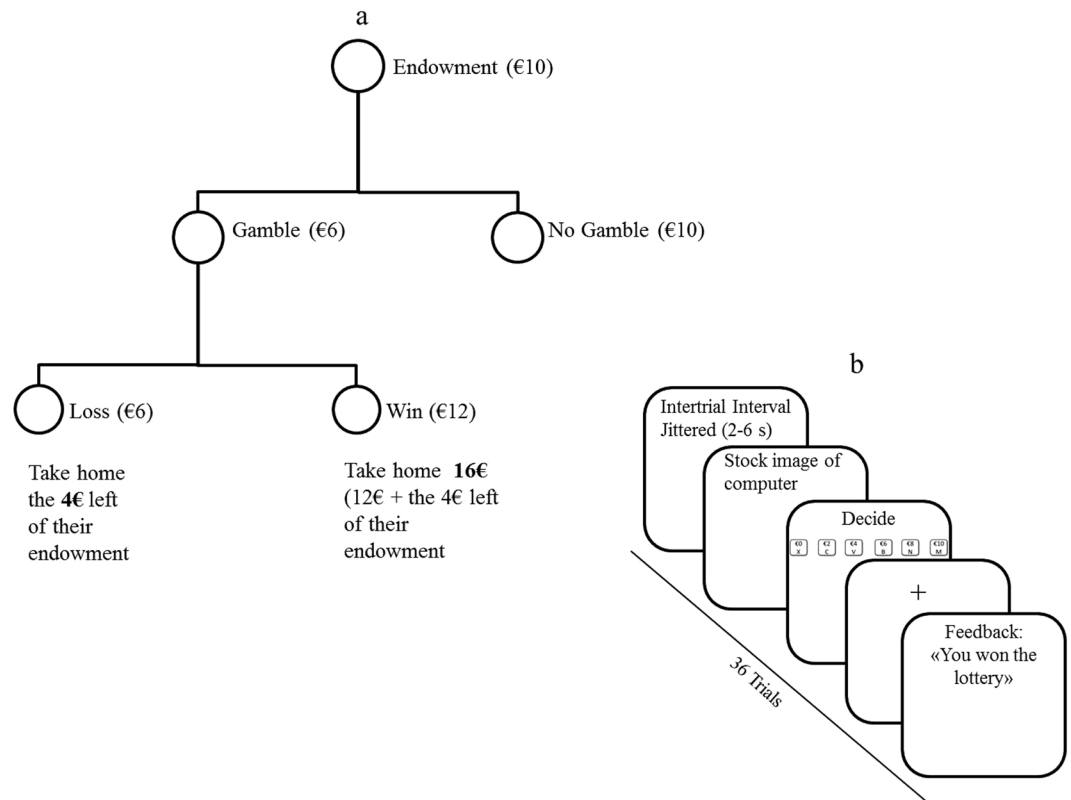 a
Endowment (€10)
Gamble (€6)
No Gamble (€10)
Loss (€6)
Win (€12)
Take home
the 4€ left
of their
endowment
Take home 16€
(12€ + the 4€ left
of their
endowment
b
Intertrial Interval
Jittered (2-6 s)
Stock image of
computer
Decide
€0 €2 €4 €6 €8 €10
X C V B N M
+
Feedback:
«You won the
lottery»
36 Trials